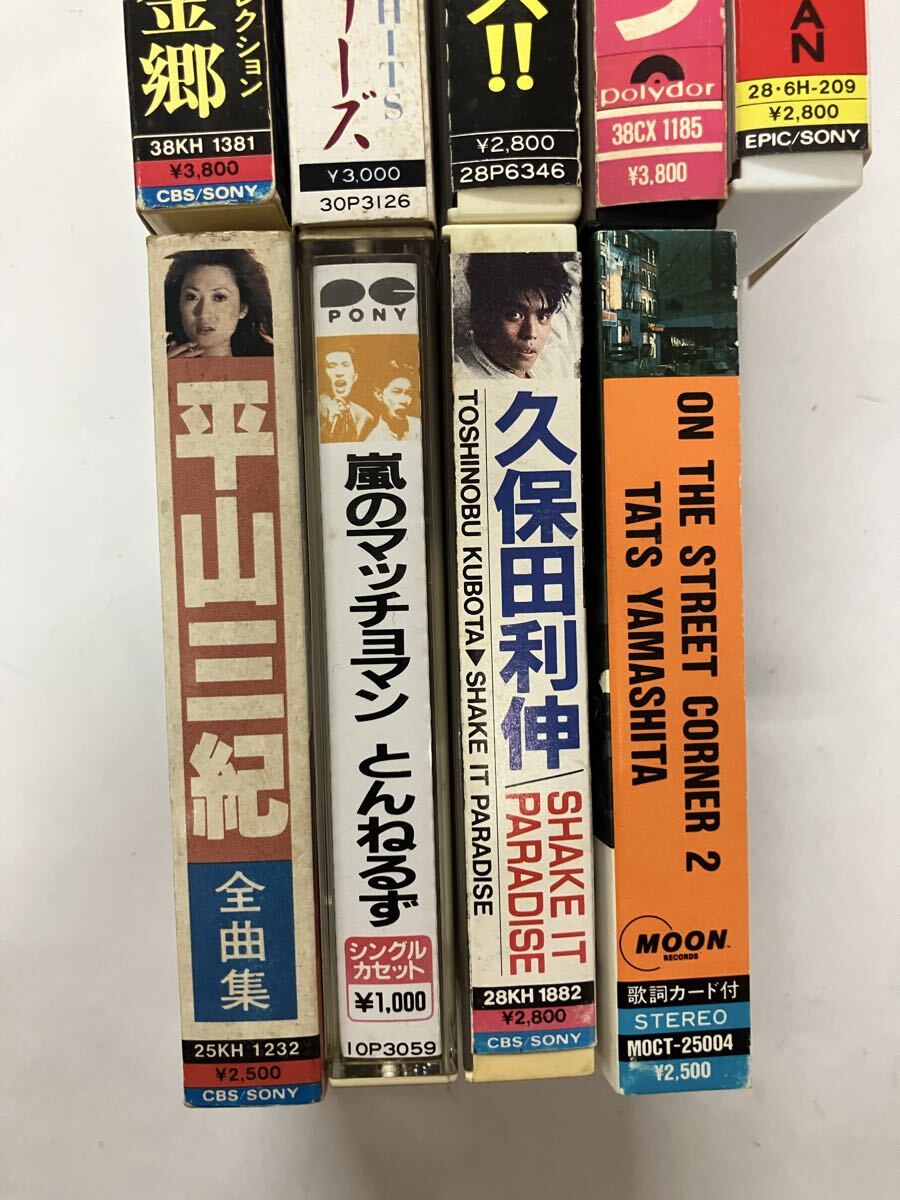 金郷
レクション
38KH 1381
¥3,800
CBS/SONY
HITS
ーズ
¥3,000
30P3126
!!
¥2,800
28P6346
polydor
38CX 1185
¥3,800
AN
28・6H-209
¥2,800
EPIC/SONY
平山三紀
全曲集
25KH 1232
¥2,500
CBS/SONY
PONY
嵐のマッチョマン とんねるず
シングル
カセット
¥1,000
10P3059
久保田利伸/SHAKE IT
PARADISE
TOSHINOBU KUBOTA▶SHAKE IT PARADISE
28KH 1882
¥2,800
CBS/SONY
ON THE STREET CORNER 2
TATS YAMASHITA
MOON
RECORDS
歌詞カード付
STEREO
MOCT-25004
¥2,500